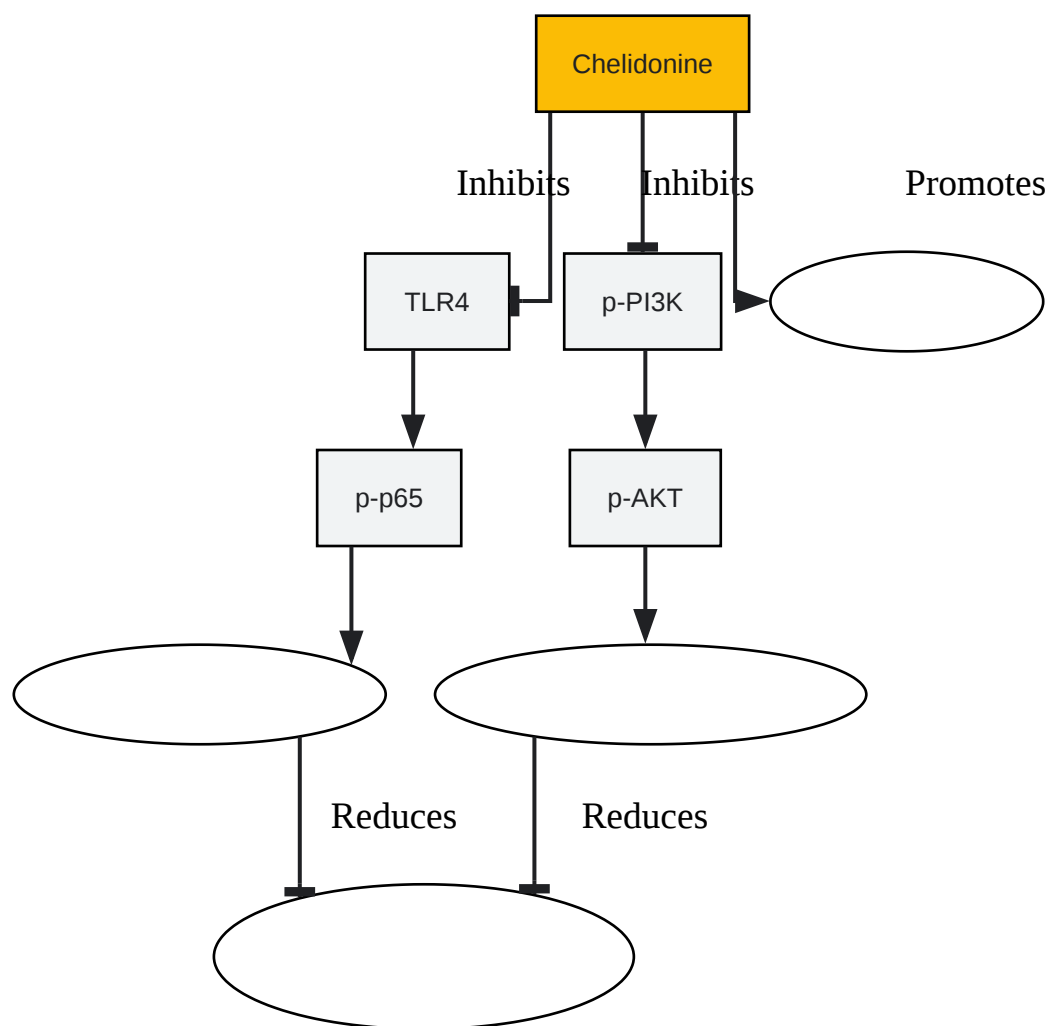 Chelidonine
Inhibits
Inhibits
Promotes
TLR4
p-PI3K
p-p65
p-AKT
Reduces
Reduces